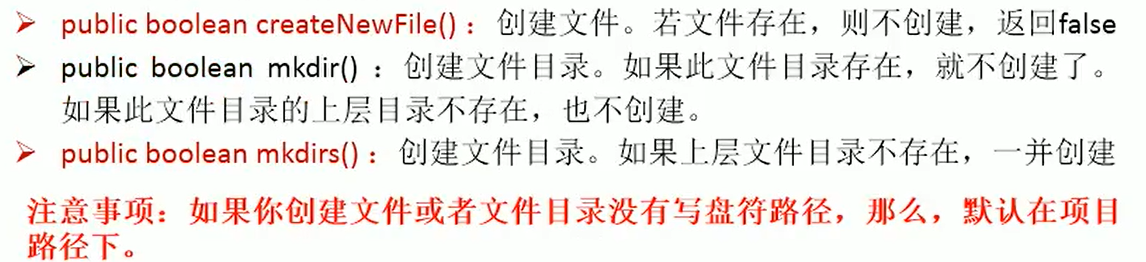 ➢ public boolean createNewFile() ：创建文件。若文件存在，则不创建，返回false
➢ public boolean mkdir() ：创建文件目录。如果此文件目录存在，就不创建了。
如果此文件目录的上层目录不存在，也不创建。
➢ public boolean mkdirs() ：创建文件目录。如果上层文件目录不存在，一并创建
注意事项：如果你创建文件或者文件目录没有写盘符路径，那么，默认在项目
路径下。